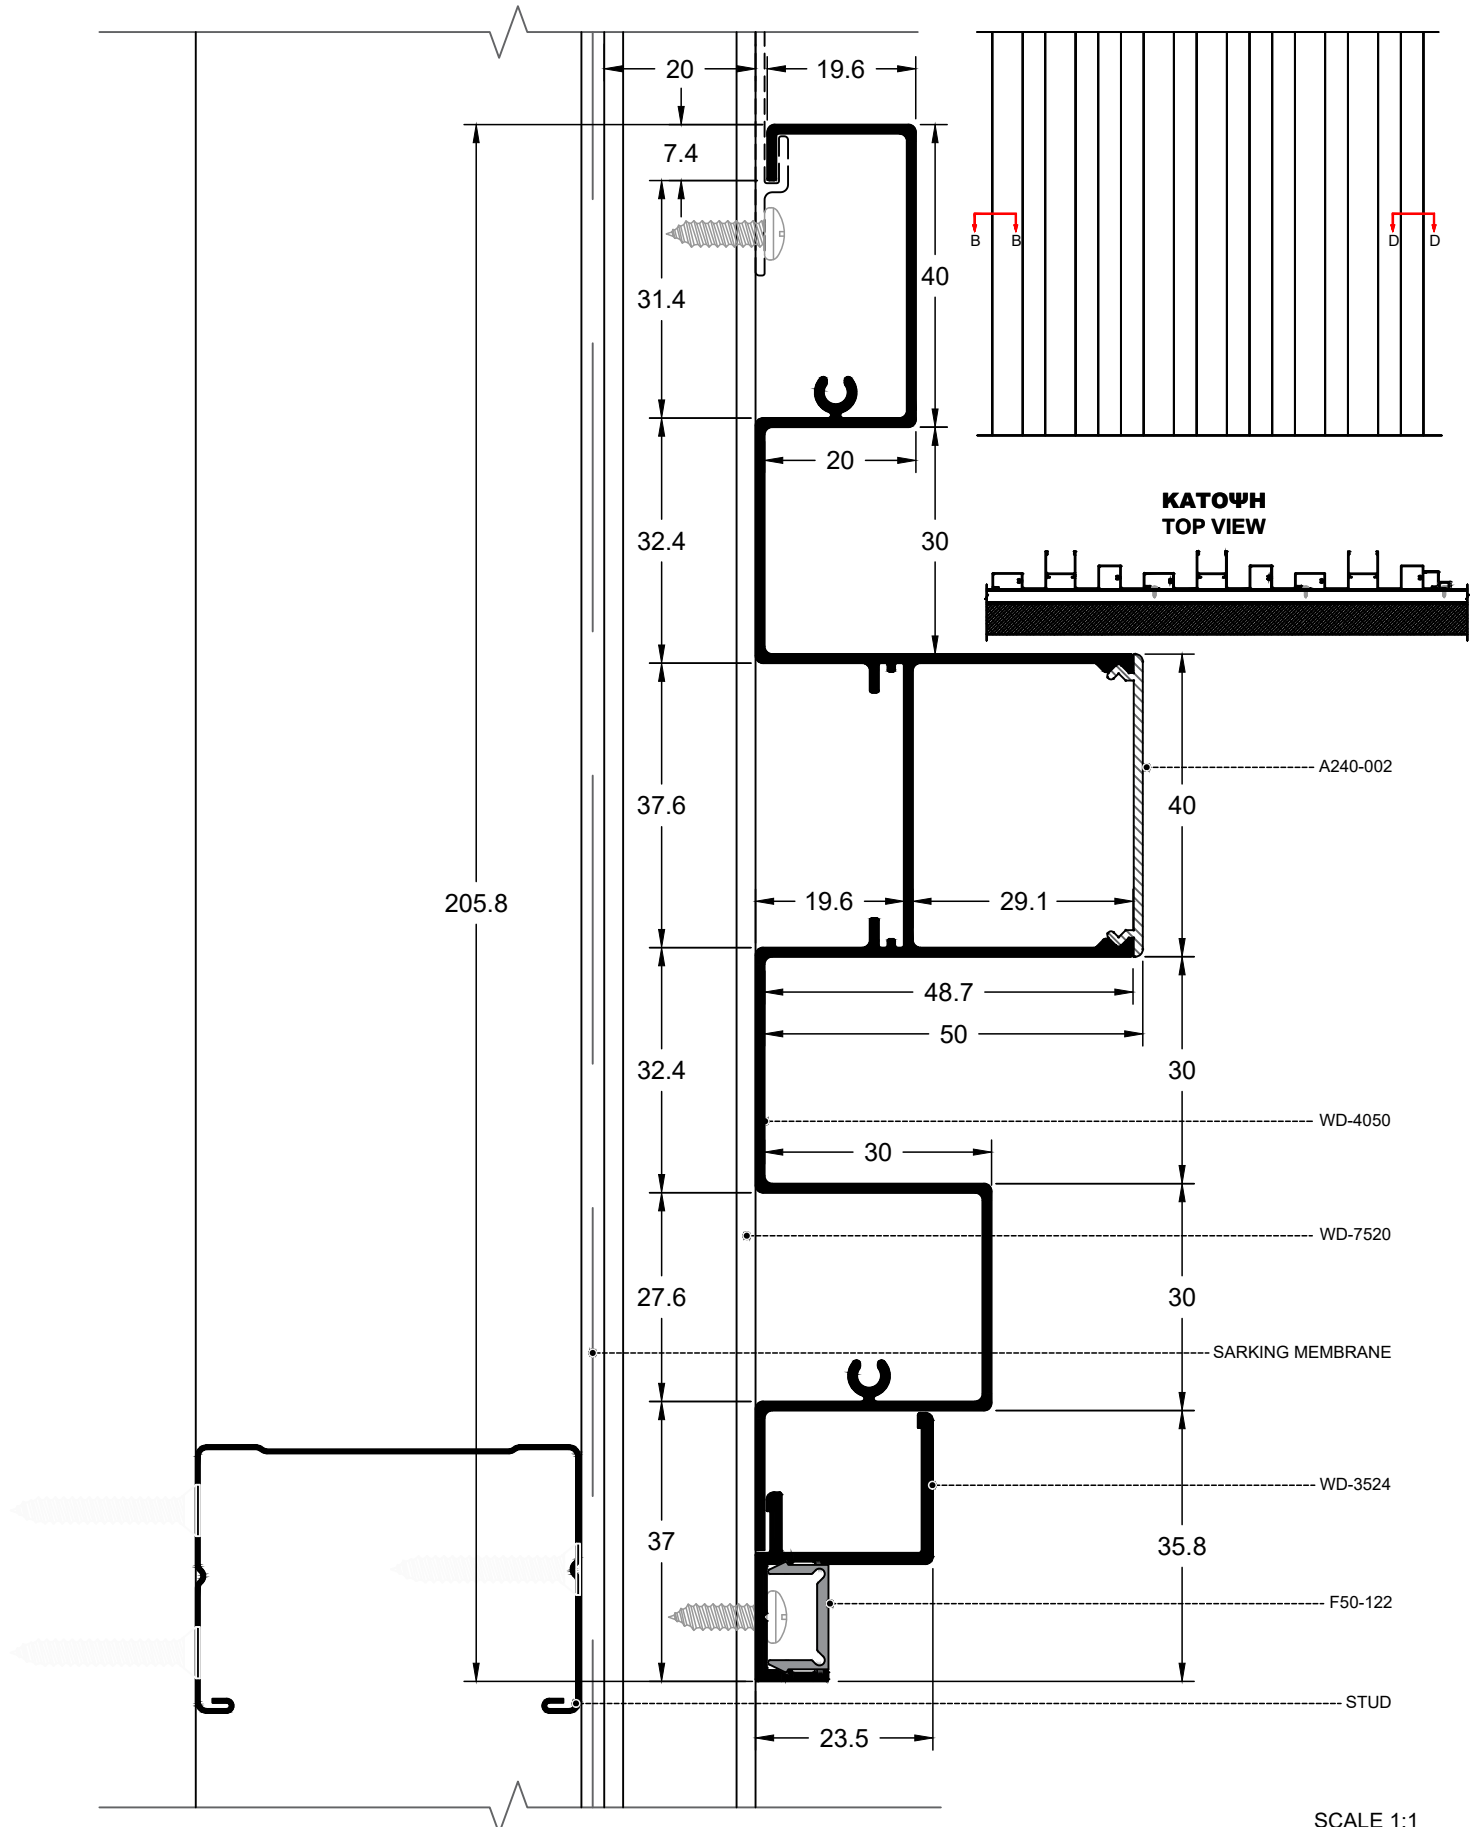 20
19.6
7.4
31.4
40
B
B
D
D
20
32.4
30
ΚΑΤΟΨΗ
TOP VIEW
A240-002
37.6
40
205.8
19.6
29.1
48.7
50
32.4
30
WD-4050
30
WD-7520
27.6
30
SARKING MEMBRANE
WD-3524
37
35.8
F50-122
STUD
23.5
SCALE 1:1